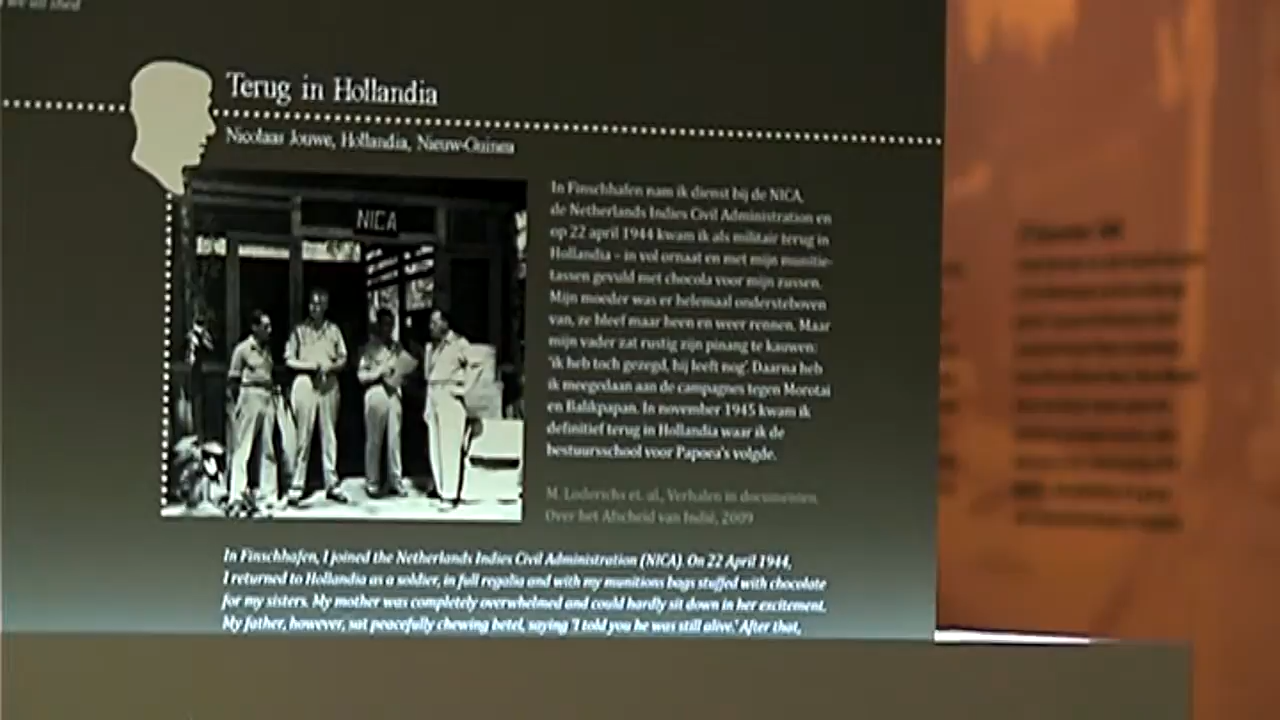 we all shed
Terug in Hollandia
Nicolaas Jouwe, Hollandia, Nieuw-Guinea
NICA
In Finschhafen nam ik dienst bij de NICA,
de Netherlands Indies Civil Administration en
op 22 april 1944 kwam ik als militair terug in
Hollandia – in vol ornaat en met mijn munitie-
tassen gevuld met chocola voor mijn zussen.
Mijn moeder was er helemaal ondersteboven
van, ze bleef maar heen en weer rennen. Maar
mijn vader zat rustig zijn pinang te kauwen:
'ik heb toch gezegd, hij leeft nog'. Daarna heb
ik meegedaan aan de campagnes tegen Morotai
en Balikpapan. In november 1945 kwam ik
definitief terug in Hollandia waar ik de
bestuursschool voor Papoea's volgde.
M. Loderichs et. al., Verhalen in documenten.
Over het Afscheid van Indië, 2009
In Finschhafen, I joined the Netherlands Indies Civil Administration (NICA). On 22 April 1944,
I returned to Hollandia as a soldier, in full regalia and with my munitions bags stuffed with chocolate
for my sisters. My mother was completely overwhelmed and could hardly sit down in her excitement.
My father, however, sat peacefully chewing betel, saying 'I told you he was still alive.' After that,